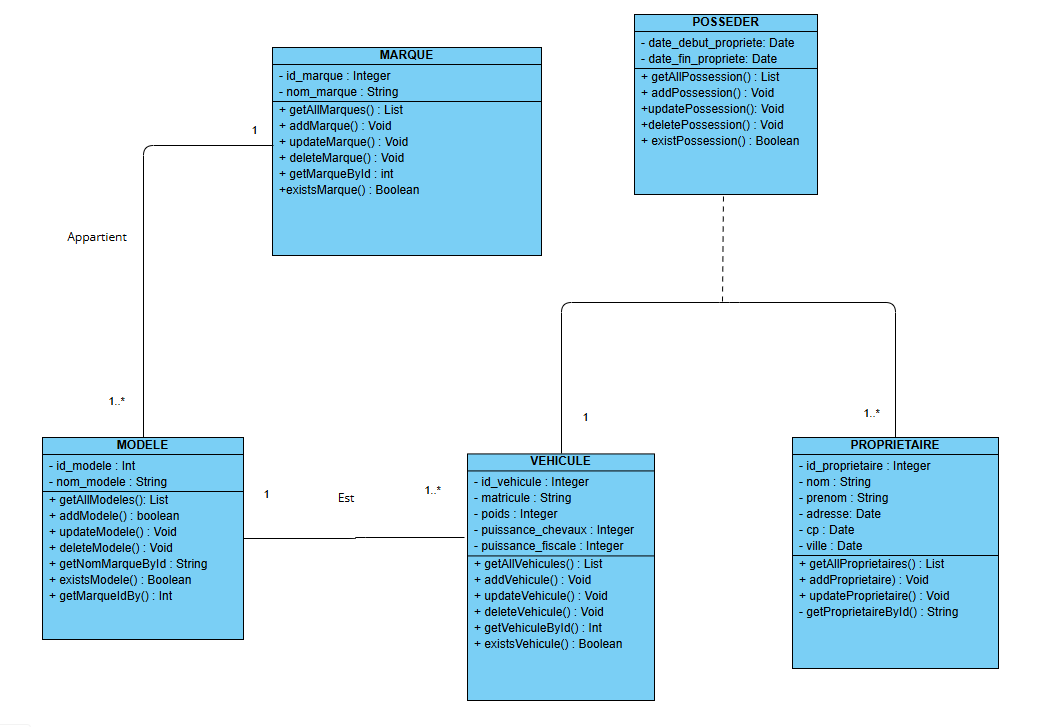 POSSEDER
- date_debut_propriete: Date
- date_fin_propriete: Date
+ getAllPossession() : List
+ addPossession() : Void
+updatePossession(): Void
+deletePossession() : Void
+ existPossession() : Boolean
MARQUE
- id_marque : Integer
- nom_marque : String
+ getAllMarques() : List
+ addMarque() : Void
+ updateMarque() : Void
+ deleteMarque() : Void
+ getMarqueById : int
+existsMarque() : Boolean
1
Appartient
1..*
1
1..*
MODELE
- id_modele : Int
- nom_modele : String
+ getAllModeles(): List
+ addModele() : boolean
+ updateModele() : Void
+ deleteModele() : Void
+ getNomMarqueById : String
+ existsModele() : Boolean
+ getMarqueIdBy() : Int
1
Est
1..*
VEHICULE
- id_vehicule : Integer
- matricule : String
- poids : Integer
- puissance_chevaux : Integer
- puissance_fiscale : Integer
+ getAllVehicules() : List
+ addVehicule() : Void
+ updateVehicule() : Void
+ deleteVehicule() : Void
+ getVehiculeById() : Int
+ existsVehicule() : Boolean
PROPRIETAIRE
- id_proprietaire : Integer
- nom : String
- prenom : String
- adresse: Date
- cp : Date
- ville : Date
+ getAllProprietaires() : List
+ addProprietaire) : Void
+ updateProprietaire() : Void
- getProprietaireById() : String